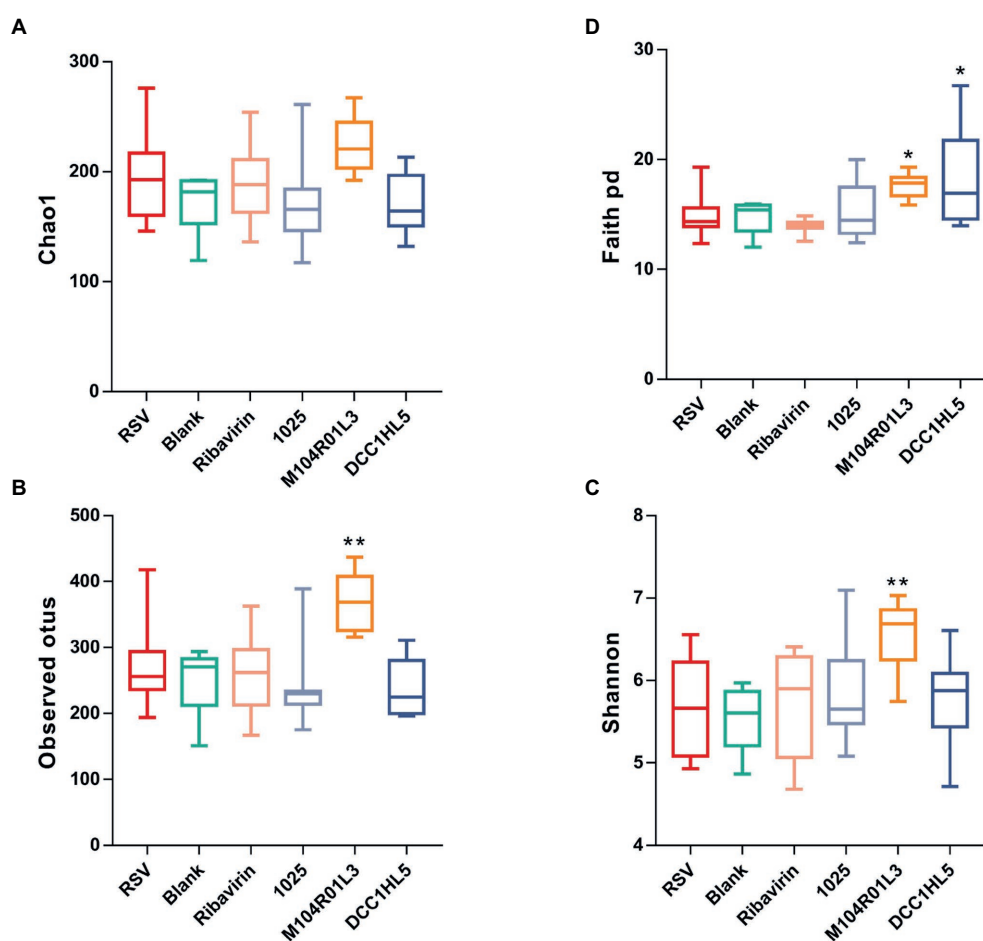 A
Chao1
300
200
100
0
RSV
Blank
Ribavirin
1025
M104R01L3
DCC1HL5
D
Faith pd
30
20
10
0
*
*
RSV
Blank
Ribavirin
1025
M104R01L3
DCC1HL5
B
Observed otus
500
400
300
200
100
0
**
RSV
Blank
Ribavirin
1025
M104R01L3
DCC1HL5
C
Shannon
8
7
6
5
4
**
RSV
Blank
Ribavirin
1025
M104R01L3
DCC1HL5